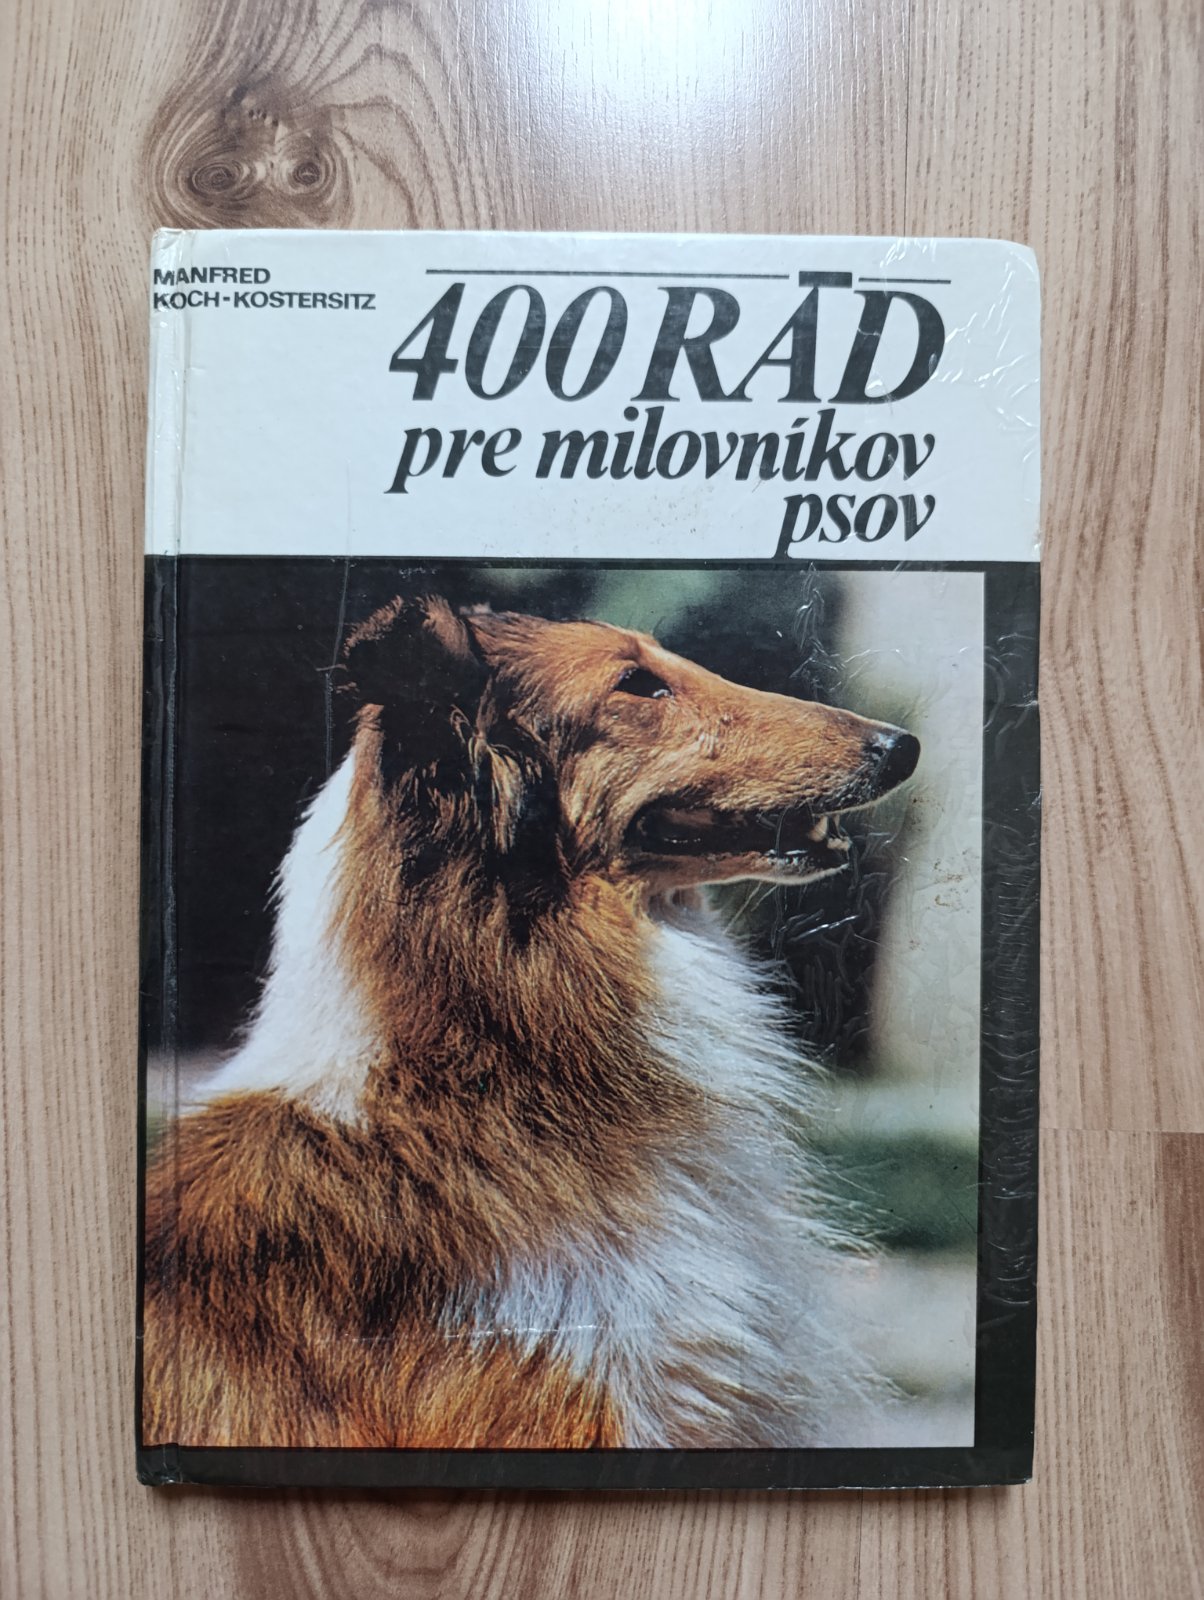 MANFRED
KOCH-KOSTERSITZ
400 RÁD
pre milovníkov
psov